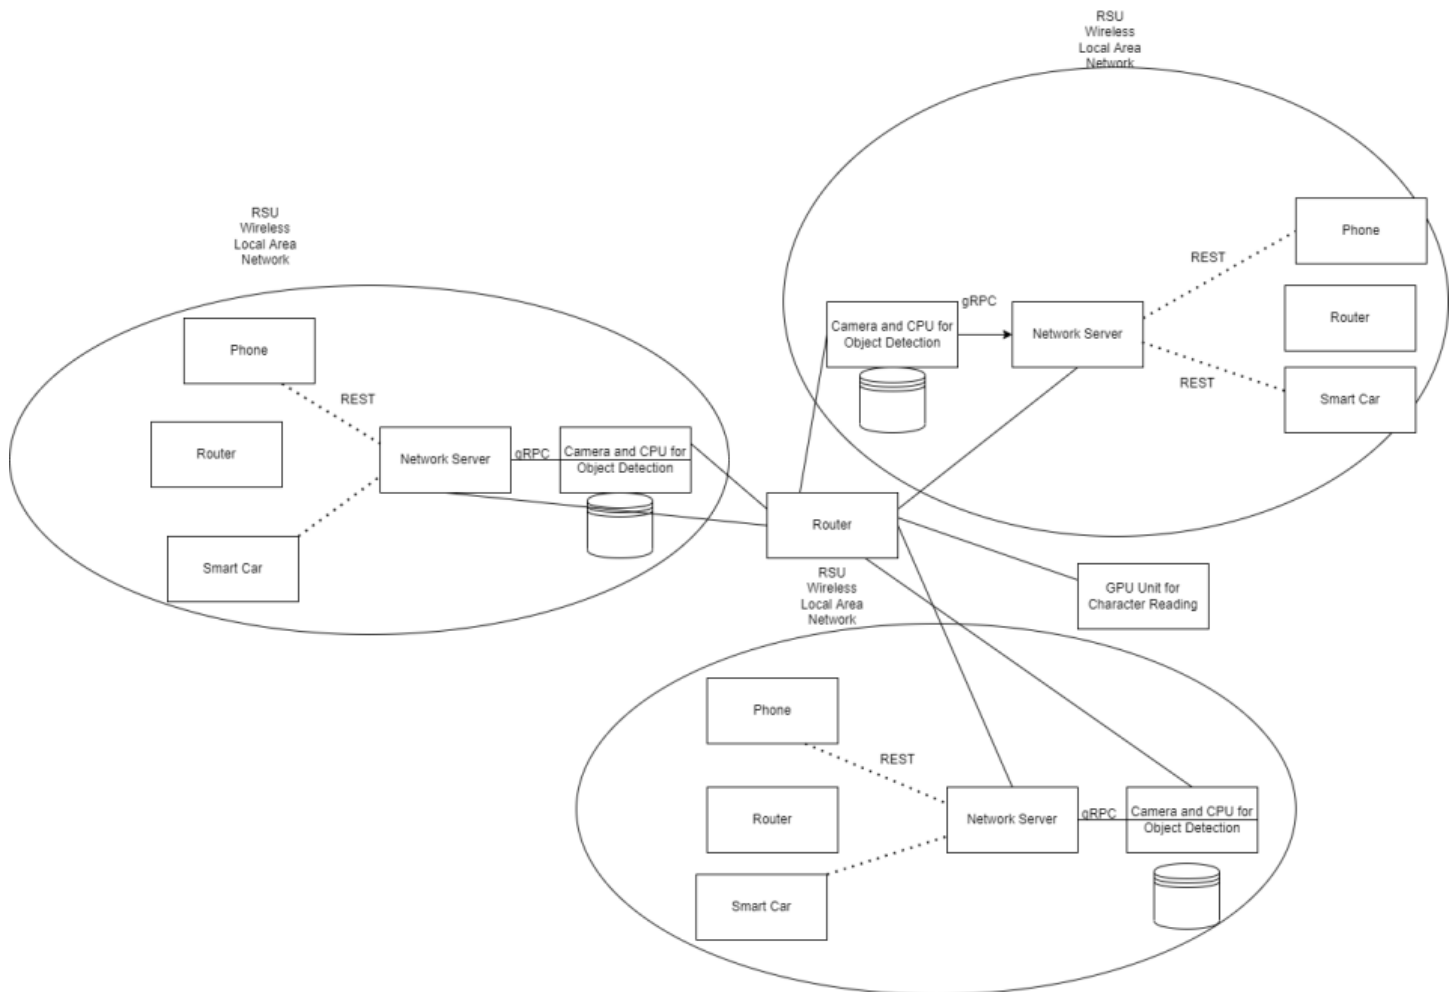 RSU
Wireless
Local Area
Network
Phone
REST
Router
REST
Smart Car
gRPC
Camera and CPU for
Object Detection
Network Server
RSU
Wireless
Local Area
Network
Phone
REST
Router
Network Server
gRPC
Camera and CPU for
Object Detection
Smart Car
Router
GPU Unit for
Character Reading
RSU
Wireless
Local Area
Network
Phone
REST
Router
Network Server
gRPC
Camera and CPU for
Object Detection
Smart Car